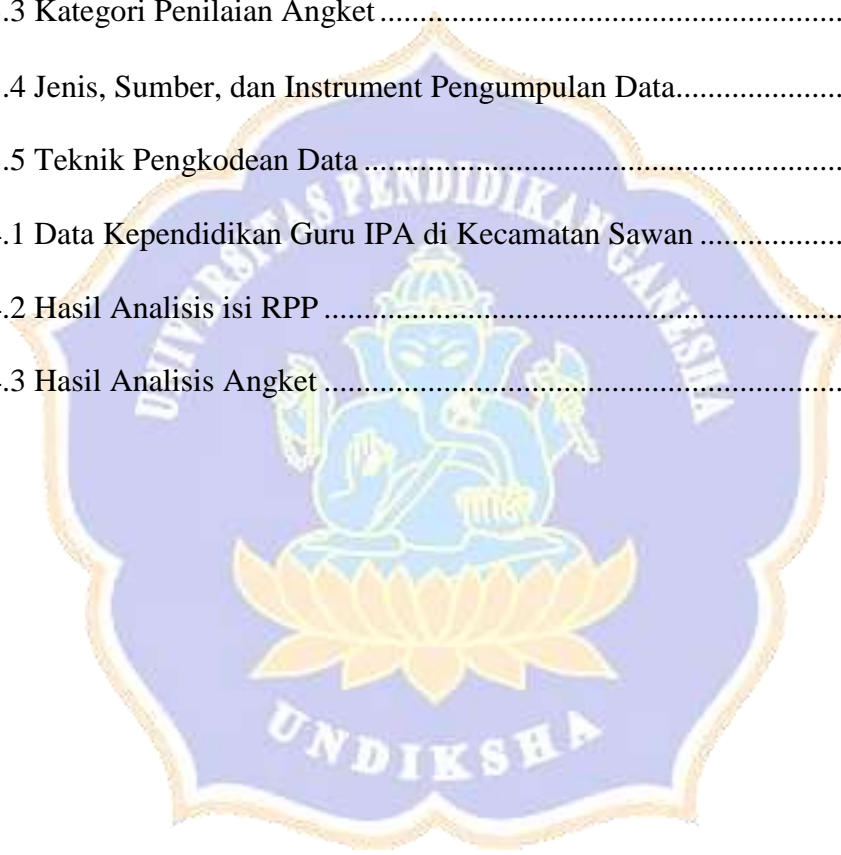 .3 Kategori Penilaian Angket ............................................................
.4 Jenis, Sumber, dan Instrument Pengumpulan Data.....................
.5 Teknik Pengkodean Data ..............................................................
.1 Data Kependidikan Guru IPA di Kecamatan Sawan ..................
.2 Hasil Analisis isi RPP ...................................................................
.3 Hasil Analisis Angket ...................................................................
UNIVERSITAS PENDIDIKAN GANESHA
UNDIKSHA